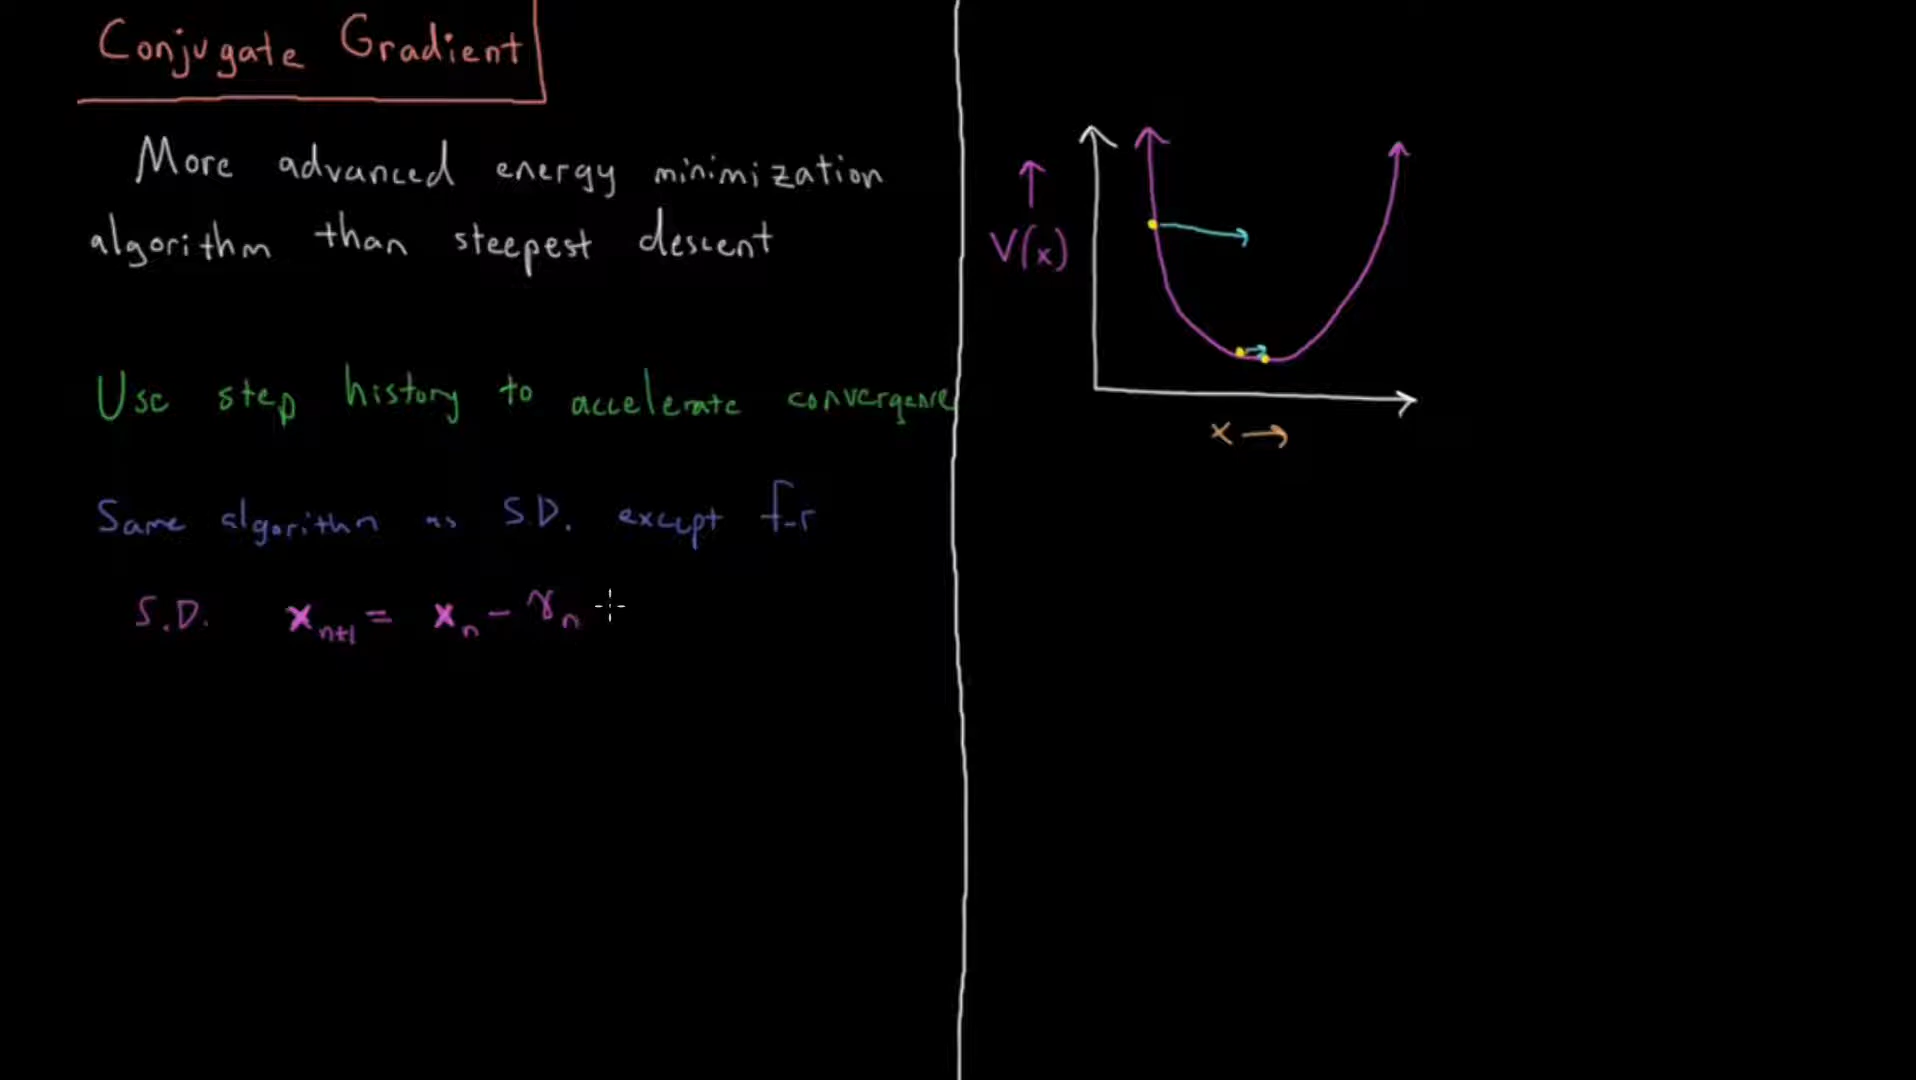 Conjugate Gradient
More advanced energy minimization
algorithm than steepest descent
Use step history to accelerate convergence
Same algorithm as S.D. except for
S.D. x_{n+1} = x_n - γ_n
V(x)
x →